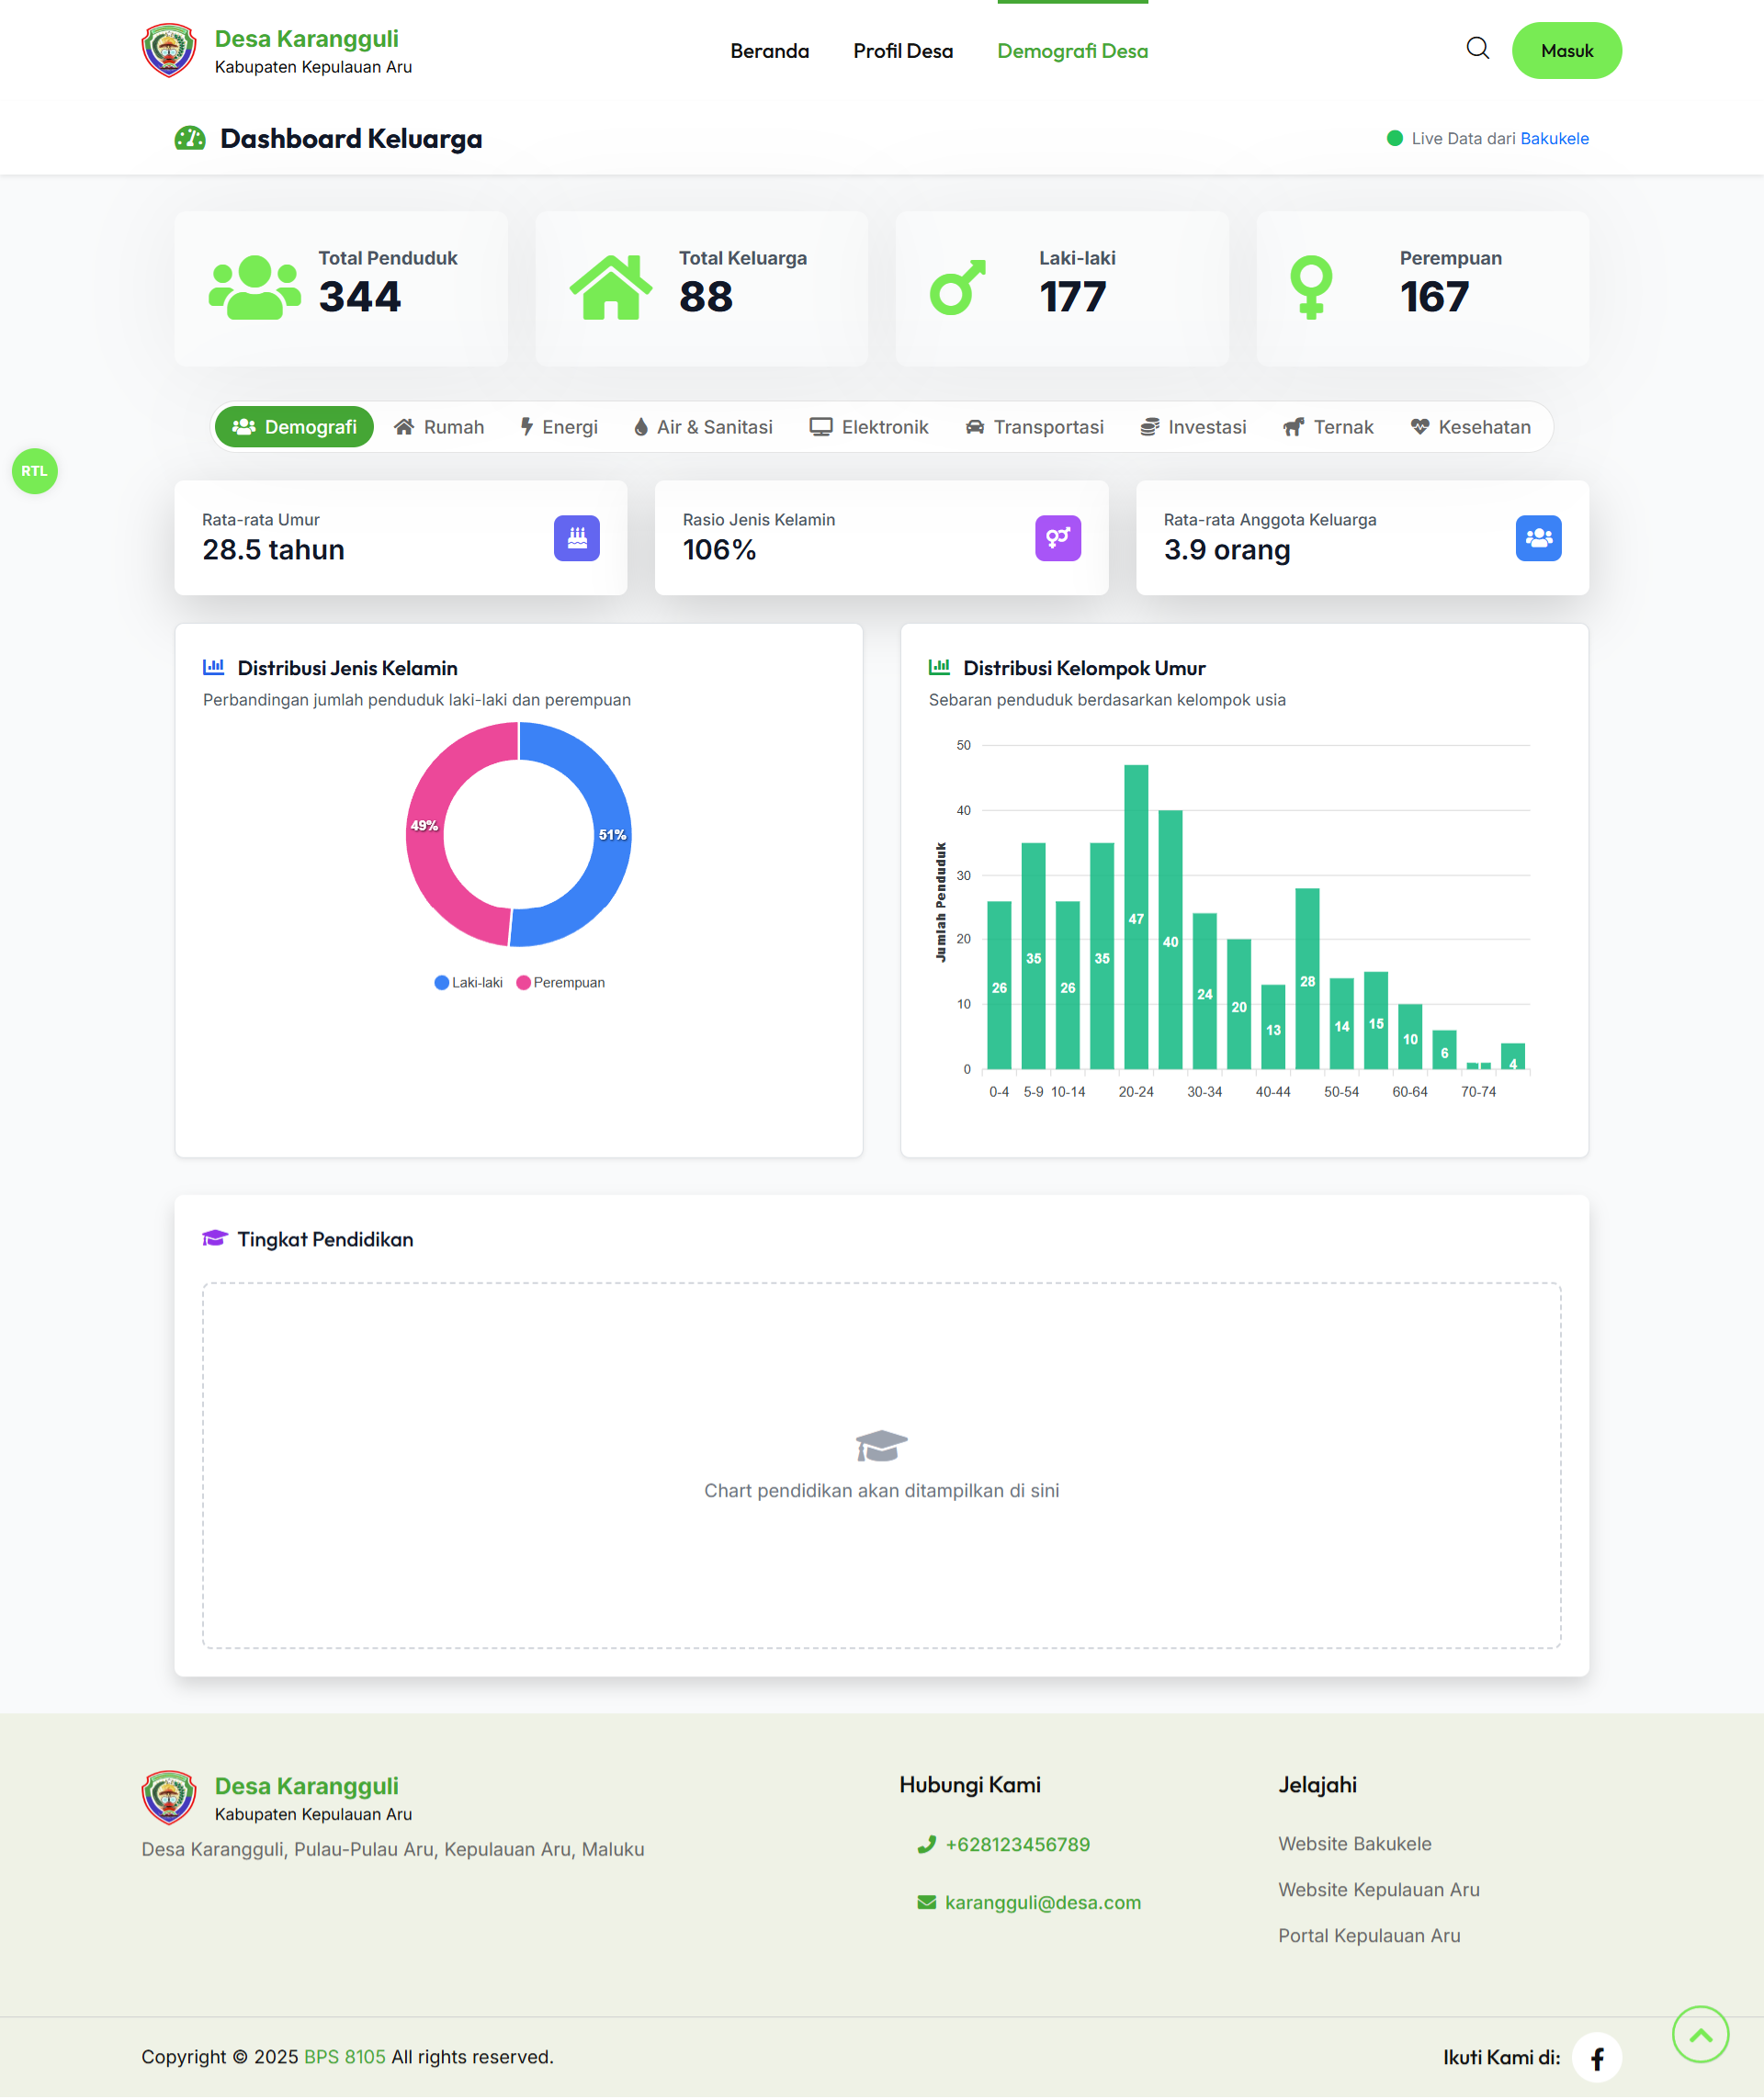 Desa Karangguli
Kabupaten Kepulauan Aru
Beranda
Profil Desa
Demografi Desa
Masuk
Dashboard Keluarga
Live Data dari Bakukele
Total Penduduk
344
Total Keluarga
88
Laki-laki
177
Perempuan
167
Demografi
Rumah
Energi
Air & Sanitasi
Elektronik
Transportasi
Investasi
Ternak
Kesehatan
RTL
Rata-rata Umur
28.5 tahun
Rasio Jenis Kelamin
106%
Rata-rata Anggota Keluarga
3.9 orang
Distribusi Jenis Kelamin
Perbandingan jumlah penduduk laki-laki dan perempuan
49%
51%
Laki-laki
Perempuan
Distribusi Kelompok Umur
Sebaran penduduk berdasarkan kelompok usia
Jumlah Penduduk
50
40
30
20
10
0
26
35
26
35
47
40
24
20
13
28
14
15
10
6
4
0-4
5-9
10-14
20-24
30-34
40-44
50-54
60-64
70-74
Tingkat Pendidikan
Chart pendidikan akan ditampilkan di sini
Desa Karangguli
Kabupaten Kepulauan Aru
Desa Karangguli, Pulau-Pulau Aru, Kepulauan Aru, Maluku
Hubungi Kami
+628123456789
karangguli@desa.com
Jelajahi
Website Bakukele
Website Kepulauan Aru
Portal Kepulauan Aru
Copyright © 2025 BPS 8105 All rights reserved.
Ikuti Kami di: